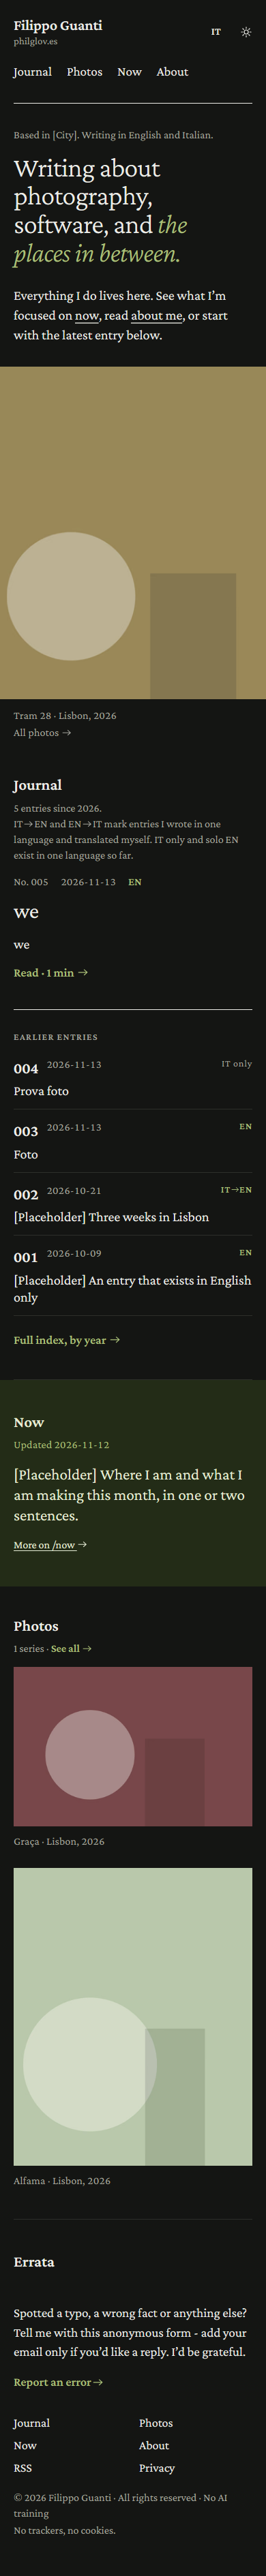 Filippo Guanti
philglov.es
IT
Journal Photos Now About
Based in [City]. Writing in English and Italian.
Writing about
photography,
software, and the
places in between.
Everything I do lives here. See what I'm
focused on now, read about me, or start
with the latest entry below.
Tram 28 · Lisbon, 2026
All photos →
Journal
5 entries since 2026.
IT→EN and EN→IT mark entries I wrote in one
language and translated myself. IT only and solo EN
exist in one language so far.
No. 005 2026-11-13 EN
we
we
Read · 1 min →
EARLIER ENTRIES
004 2026-11-13 IT only
Prova foto
003 2026-11-13 EN
Foto
002 2026-10-21 IT→EN
[Placeholder] Three weeks in Lisbon
001 2026-10-09 EN
[Placeholder] An entry that exists in English
only
Full index, by year →
Now
Updated 2026-11-12
[Placeholder] Where I am and what I
am making this month, in one or two
sentences.
More on /now →
Photos
1 series · See all →
Graça · Lisbon, 2026
Alfama · Lisbon, 2026
Errata
Spotted a typo, a wrong fact or anything else?
Tell me with this anonymous form - add your
email only if you'd like a reply. I'd be grateful.
Report an error→
Journal Photos
Now About
RSS Privacy
© 2026 Filippo Guanti · All rights reserved · No AI
training
No trackers, no cookies.